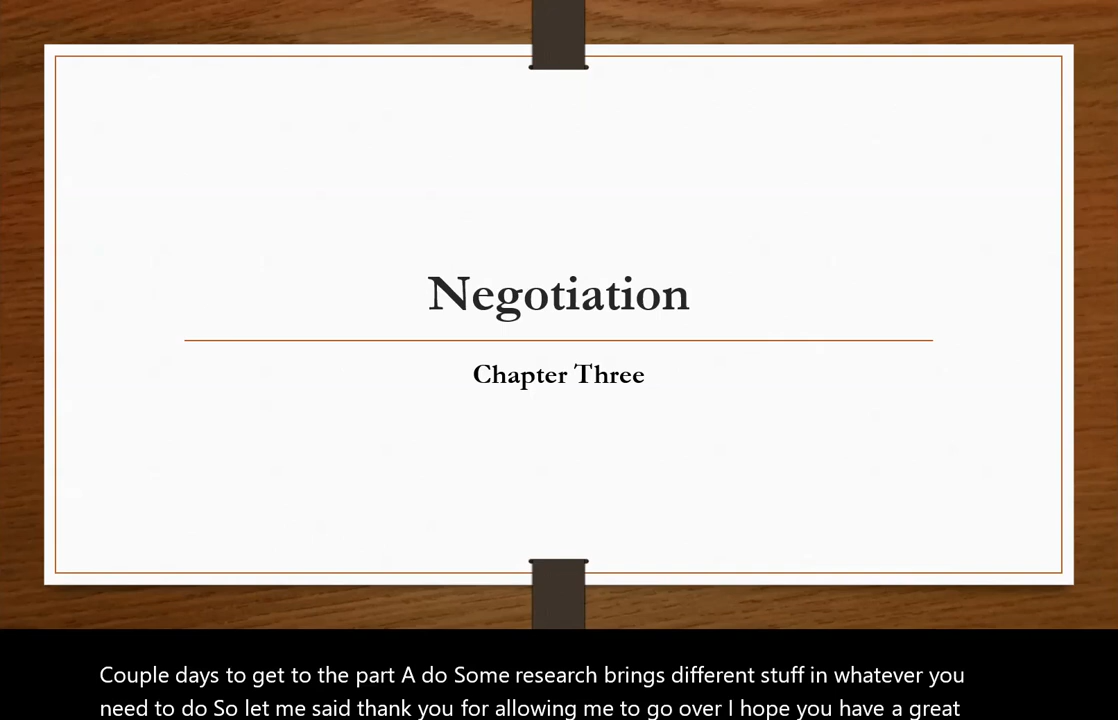 Negotiation
Chapter Three
Couple days to get to the part A do Some research brings different stuff in whatever you
need to do So let me said thank you for allowing me to go over I hope you have a great